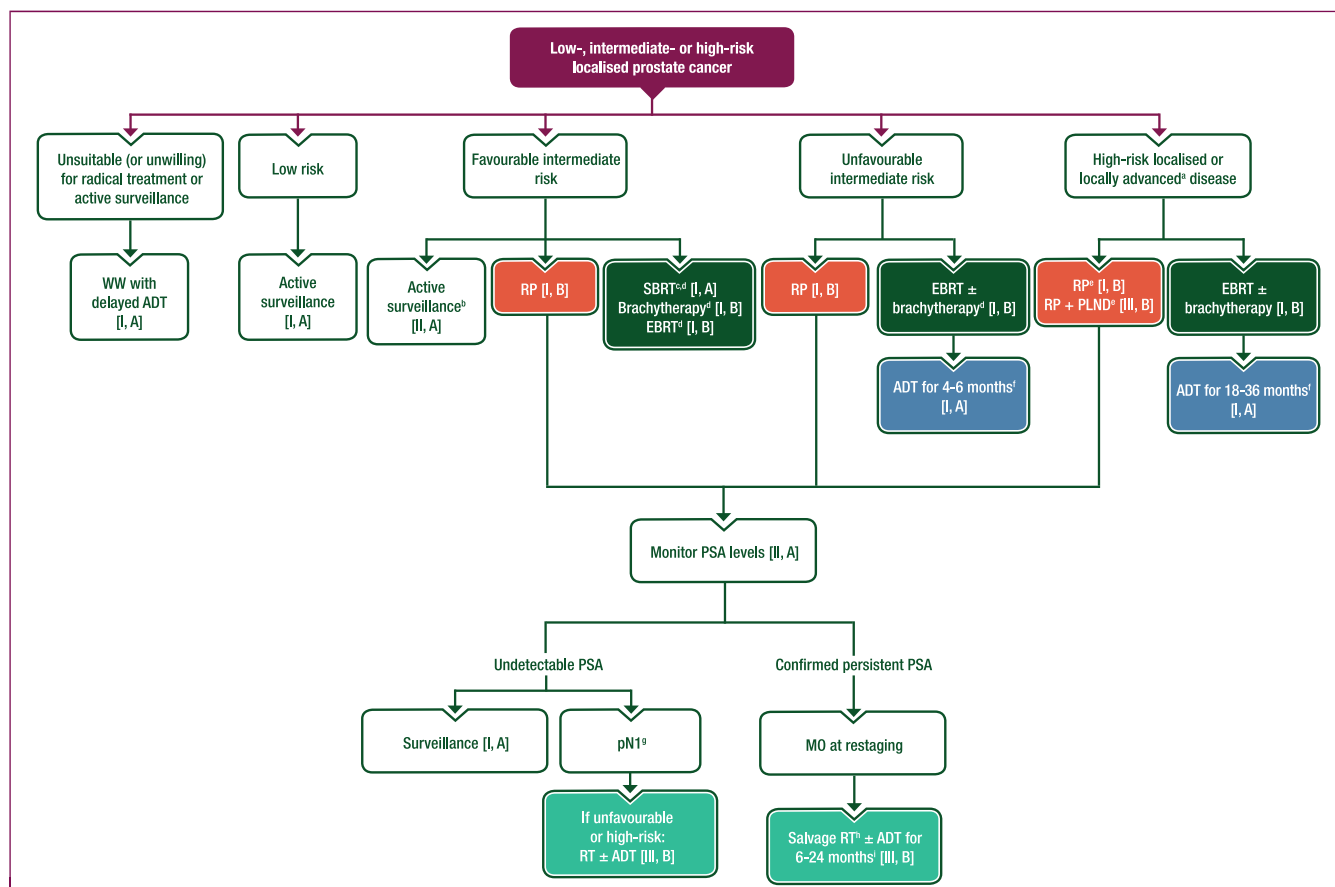 Low-, intermediate- or high-risk
localised prostate cancer
Unsuitable (or unwilling)
for radical treatment or
active surveillance
Low risk
Favourable intermediate
risk
Unfavourable
intermediate risk
High-risk localised or
locally advancedᵃ disease
WW with
delayed ADT
[I, A]
Active
surveillance
[I, A]
Active
surveillanceᵇ
[II, A]
RP [I, B]
SBRTᶜ,ᵈ [I, A]
Brachytherapyᵈ [I, B]
EBRTᵈ [I, B]
RP [I, B]
EBRT ±
brachytherapyᵈ [I, B]
RPᵉ [I, B]
RP + PLNDᵉ [III, B]
EBRT ±
brachytherapy [I, B]
ADT for 4-6 monthsᶠ
[I, A]
ADT for 18-36 monthsᶠ
[I, A]
Monitor PSA levels [II, A]
Undetectable PSA
Confirmed persistent PSA
Surveillance [I, A]
pN1ᵍ
MO at restaging
If unfavourable
or high-risk:
RT ± ADT [III, B]
Salvage RTʰ ± ADT for
6-24 monthsⁱ [III, B]